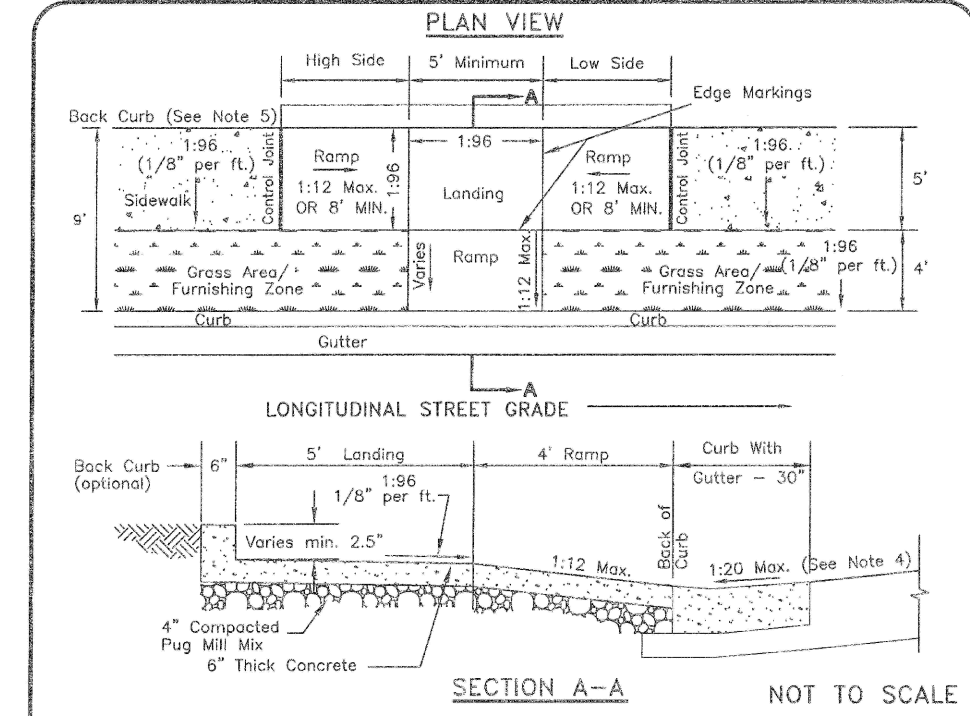 PLAN VIEW
High Side
5' Minimum
Low Side
A
Edge Markings
Back Curb (See Note 5)
1:96
(1/8" per ft.)
Sidewalk
Control Joint
Ramp
1:12 Max.
OR 8' MIN.
1:96
1:96
Landing
Ramp
1:12 Max.
OR 8' MIN.
Control Joint
1:96
(1/8" per ft.)
5'
9'
Grass Area/
Furnishing Zone
Varies
Ramp
1:12 Max.
Grass Area/
Furnishing Zone
1:96
(1/8" per ft.)
4'
Curb
Curb
Gutter
A
LONGITUDINAL STREET GRADE
Back Curb
(optional)
6"
5' Landing
4' Ramp
Curb With
Gutter - 30"
1:96
1/8" per ft.
Varies min. 2.5"
1:12 Max.
Back of
Curb
1:20 Max. (See Note 4)
4" Compacted
Pug Mill Mix
6" Thick Concrete
SECTION A-A
NOT TO SCALE